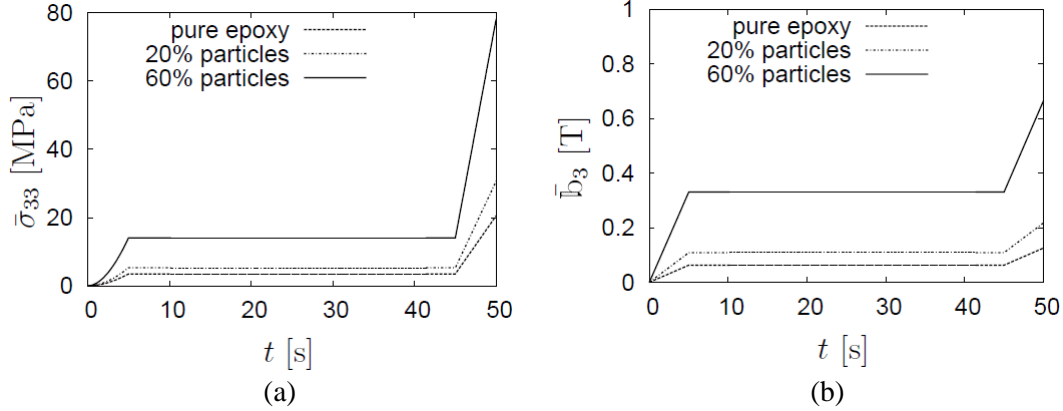 80
60
40
20
0
σ̄₃₃ [MPa]
pure epoxy
20% particles
60% particles
0 10 20 30 40 50
t [s]
(a)
1
0.8
0.6
0.4
0.2
0
𝕓̄₃ [T]
pure epoxy
20% particles
60% particles
0 10 20 30 40 50
t [s]
(b)